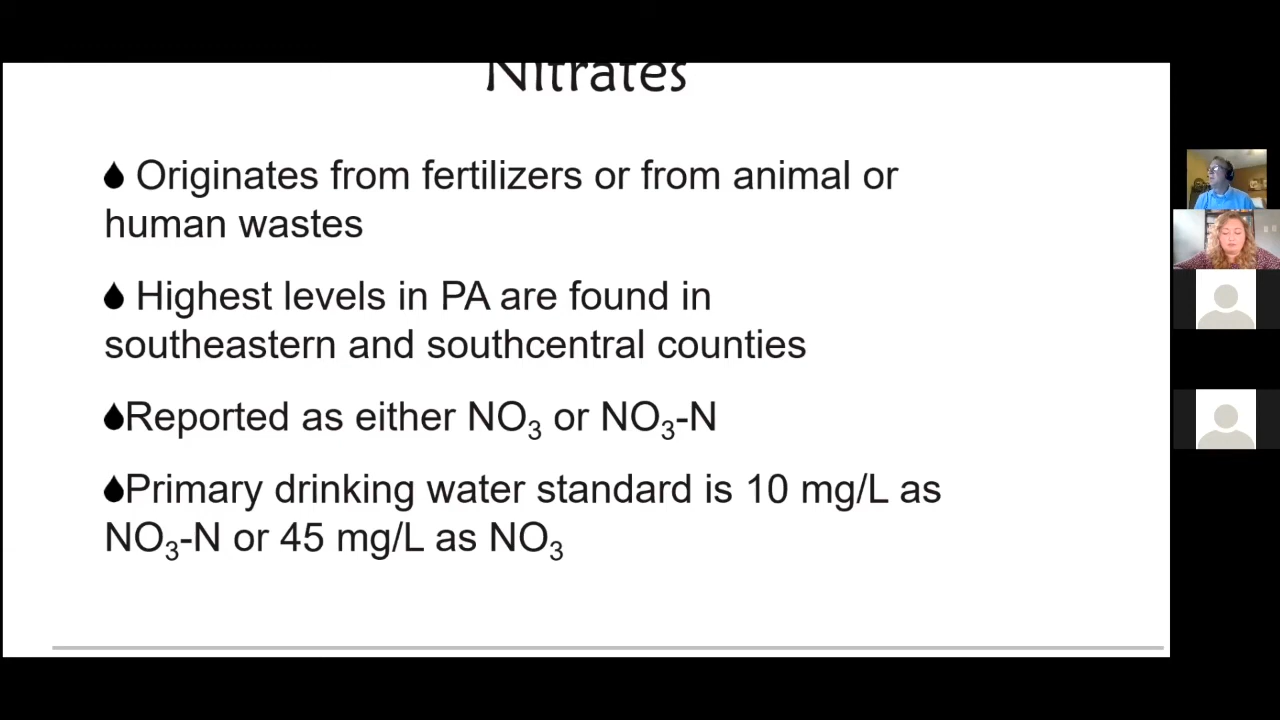 Nitrates
Originates from fertilizers or from animal or
human wastes
Highest levels in PA are found in
southeastern and southcentral counties
Reported as either NO₃ or NO₃-N
Primary drinking water standard is 10 mg/L as
NO₃-N or 45 mg/L as NO₃